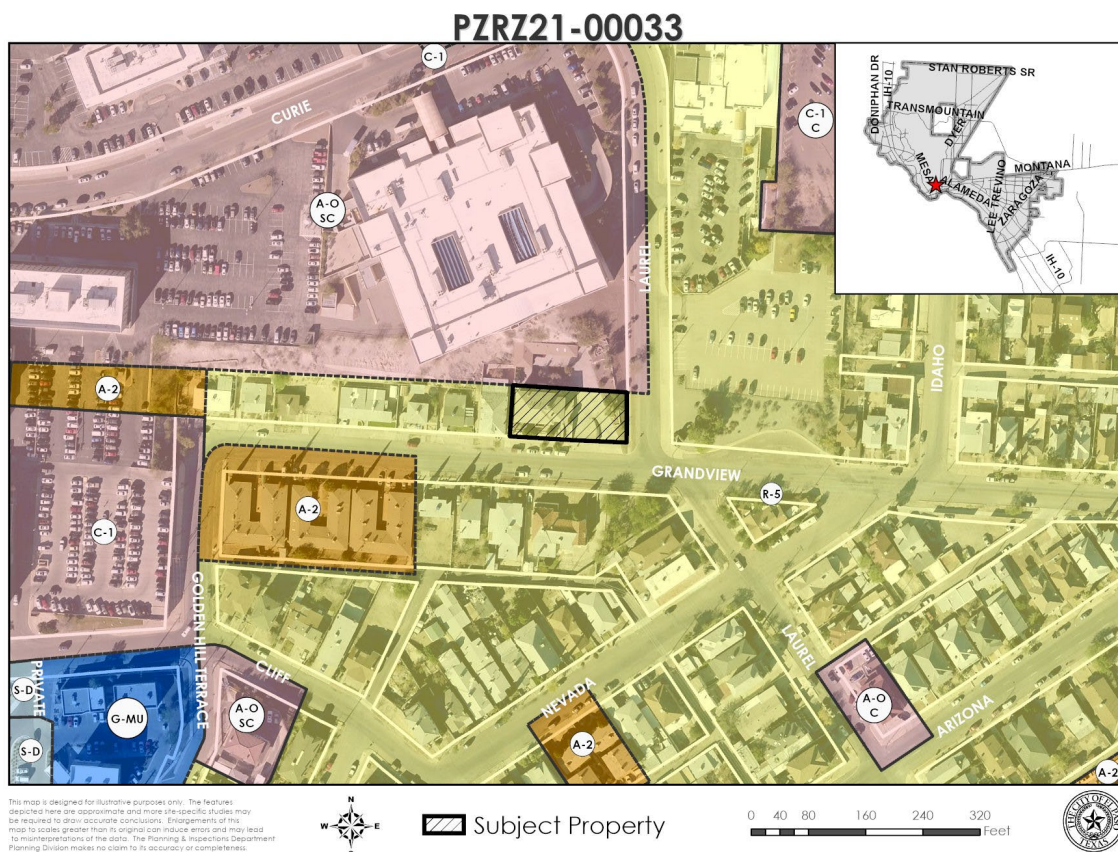 PZRZ21-00033
C-1
CURIE
A-O
SC
LAUREL
C-1
C
DONIPHAN DR
IH-10
STAN ROBERTS SR
TRANSMOUNTAIN
DYER
MESA
MONTANA
ALAMEDA
LEE TREVINO
ZARAGOZA
IH-10
A-2
IDAHO
GRANDVIEW
R-5
A-2
C-1
GOLDEN HILL TERRACE
CLIFF
PRIVATE
S-D
S-D
G-MU
A-O
SC
NEVADA
A-2
LAUREL
A-O
C
ARIZONA
A-2
This map is designed for illustrative purposes only. The features
depicted here are approximate and more site-specific studies may
be required to draw accurate conclusions. Enlargements of this
map to scales greater than its original can induce errors and may lead
to misinterpretations of the data. The Planning & Inspections Department
Planning Division makes no claim to its accuracy or completeness.
N
W
E
S
Subject Property
0 40 80 160 240 320
Feet